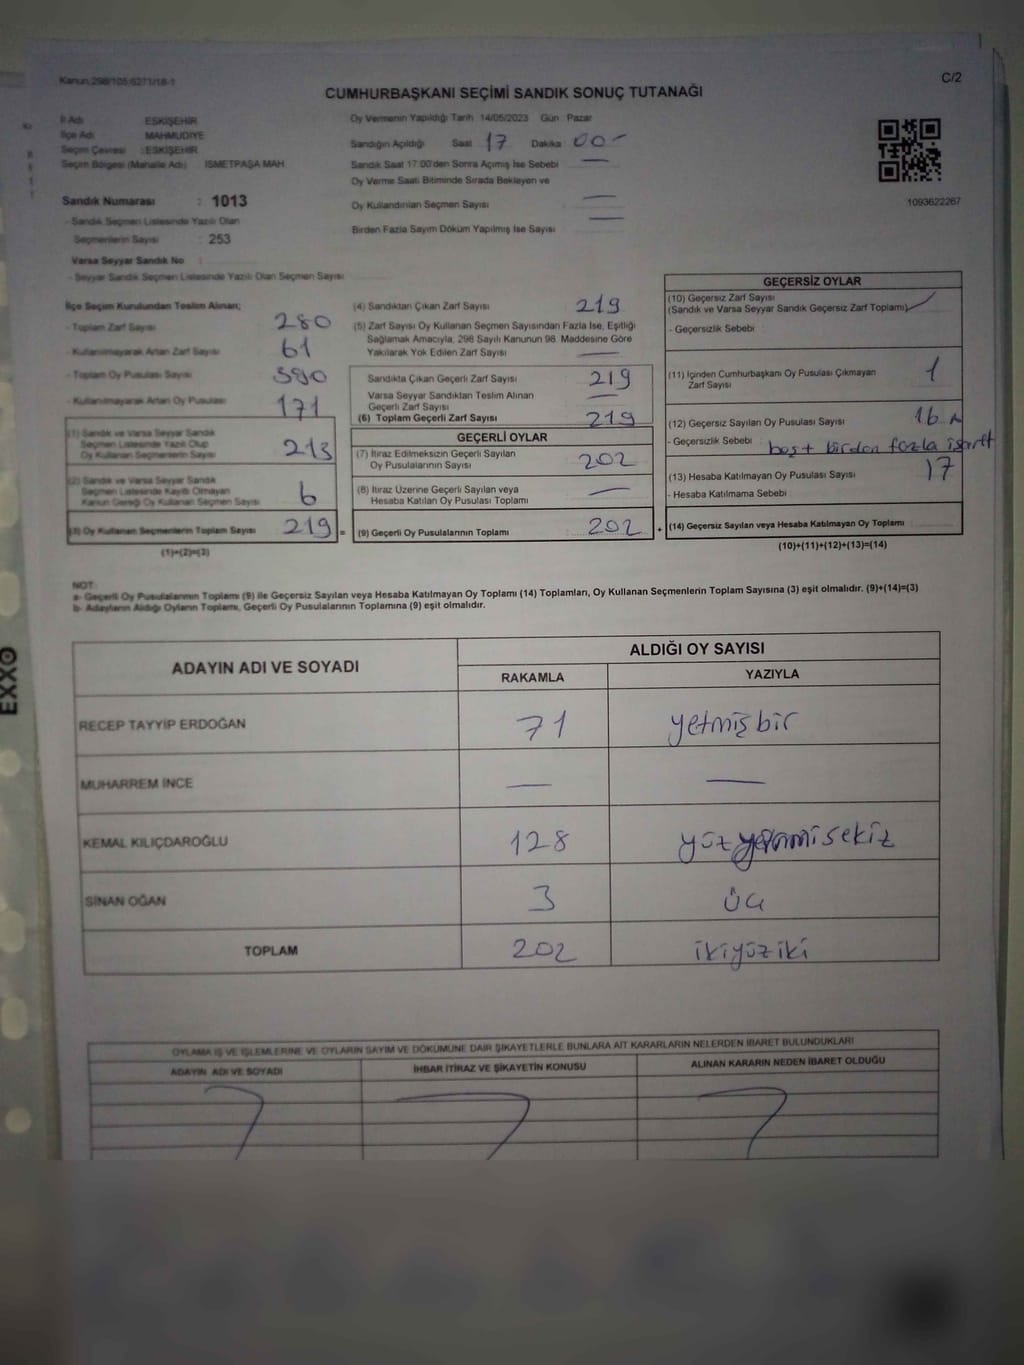 Kanun:298/105,6271/18-1
C/2
CUMHURBAŞKANI SEÇİMİ SANDIK SONUÇ TUTANAĞI
İl Adı ESKİŞEHİR
İlçe Adı MAHMUDİYE
Seçim Çevresi : ESKİŞEHİR
Seçim Bölgesi (Mahalle Adı) İSMETPAŞA MAH
Sandık Numarası : 1013
- Sandık Seçmen Listesinde Yazılı Olan
Seçmenlerin Sayısı : 253
Varsa Seyyar Sandık No :
- Seyyar Sandık Seçmen Listesinde Yazılı Olan Seçmen Sayısı
Oy Vermenin Yapıldığı Tarih 14/05/2023 Gün Pazar
Sandığın Açıldığı Saat 17 Dakika 00 -
Sandık Saat 17:00'den Sonra Açımış İse Sebebi —
Oy Verme Saati Bitiminde Sırada Bekleyen ve
Oy Kullandırılan Seçmen Sayısı —
Birden Fazla Sayım Döküm Yapılmış İse Sayısı —
1093622267
İlçe Seçim Kurulundan Teslim Alınan;
- Toplam Zarf Sayısı 280
- Kullanılmayarak Artan Zarf Sayısı 61
- Toplam Oy Pusulası Sayısı
- Kullanılmayarak Artan Oy Pusulası 171
(1) Sandık ve Varsa Seyyar Sandık
Seçmen Listesinde Yazılı Olup
Oy Kullanan Seçmenlerin Sayısı 213
(2) Sandık ve Varsa Seyyar Sandık
Seçmen Listesinde Kayıtlı Olmayan
Kanun Gereği Oy Kullanan Seçmen Sayısı 6
(3) Oy Kullanan Seçmenlerin Toplam Sayısı 219 =
(1)+(2)=(3)
(4) Sandıktan Çıkan Zarf Sayısı 219
(5) Zarf Sayısı Oy Kullanan Seçmen Sayısından Fazla İse, Eşitliği
Sağlamak Amacıyla, 298 Sayılı Kanunun 98. Maddesine Göre
Yakılarak Yok Edilen Zarf Sayısı —
Sandıkta Çıkan Geçerli Zarf Sayısı 219
Varsa Seyyar Sandıktan Teslim Alınan
Geçerli Zarf Sayısı —
(6) Toplam Geçerli Zarf Sayısı 219
GEÇERLİ OYLAR
(7) İtiraz Edilmeksizin Geçerli Sayılan
Oy Pusulalarının Sayısı 202
(8) İtiraz Üzerine Geçerli Sayılan veya
Hesaba Katılan Oy Pusulası Toplamı —
(9) Geçerli Oy Pusulalarının Toplamı : 202 +
GEÇERSİZ OYLAR
(10) Geçersiz Zarf Sayısı
(Sandık ve Varsa Seyyar Sandık Geçersiz Zarf Toplamı)
- Geçersizlik Sebebi
(11) İçinden Cumhurbaşkanı Oy Pusulası Çıkmayan
Zarf Sayısı 1
(12) Geçersiz Sayılan Oy Pusulası Sayısı 16
- Geçersizlik Sebebi : boş + birden fazla işaret
(13) Hesaba Katılmayan Oy Pusulası Sayısı 17
- Hesaba Katılmama Sebebi
(14) Geçersiz Sayılan veya Hesaba Katılmayan Oy Toplamı
(10)+(11)+(12)+(13)=(14)
NOT:
a- Geçerli Oy Pusulalarının Toplamı (9) ile Geçersiz Sayılan veya Hesaba Katılmayan Oy Toplamı (14) Toplamları, Oy Kullanan Seçmenlerin Toplam Sayısına (3) eşit olmalıdır. (9)+(14)=(3)
b- Adayların Aldığı Oyların Toplamı, Geçerli Oy Pusulalarının Toplamına (9) eşit olmalıdır.
ADAYIN ADI VE SOYADI ALDIĞI OY SAYISI
RAKAMLA YAZIYLA
RECEP TAYYİP ERDOĞAN 71 yetmiş bir
MUHARREM İNCE — —
KEMAL KILIÇDAROĞLU 128 yüz yirmi sekiz
SİNAN OĞAN 3 üç
TOPLAM 202 ikiyüz iki
OYLAMA İŞ VE İŞLEMLERİNE VE OYLARIN SAYIM VE DÖKÜMÜNE DAİR ŞİKAYETLERLE BUNLARA AİT KARARLARIN NELERDEN İBARET BULUNDUKLARI
ADAYIN ADI VE SOYADI İHBAR İTİRAZ VE ŞİKAYETİN KONUSU ALINAN KARARIN NEDEN İBARET OLDUĞU
EXXO